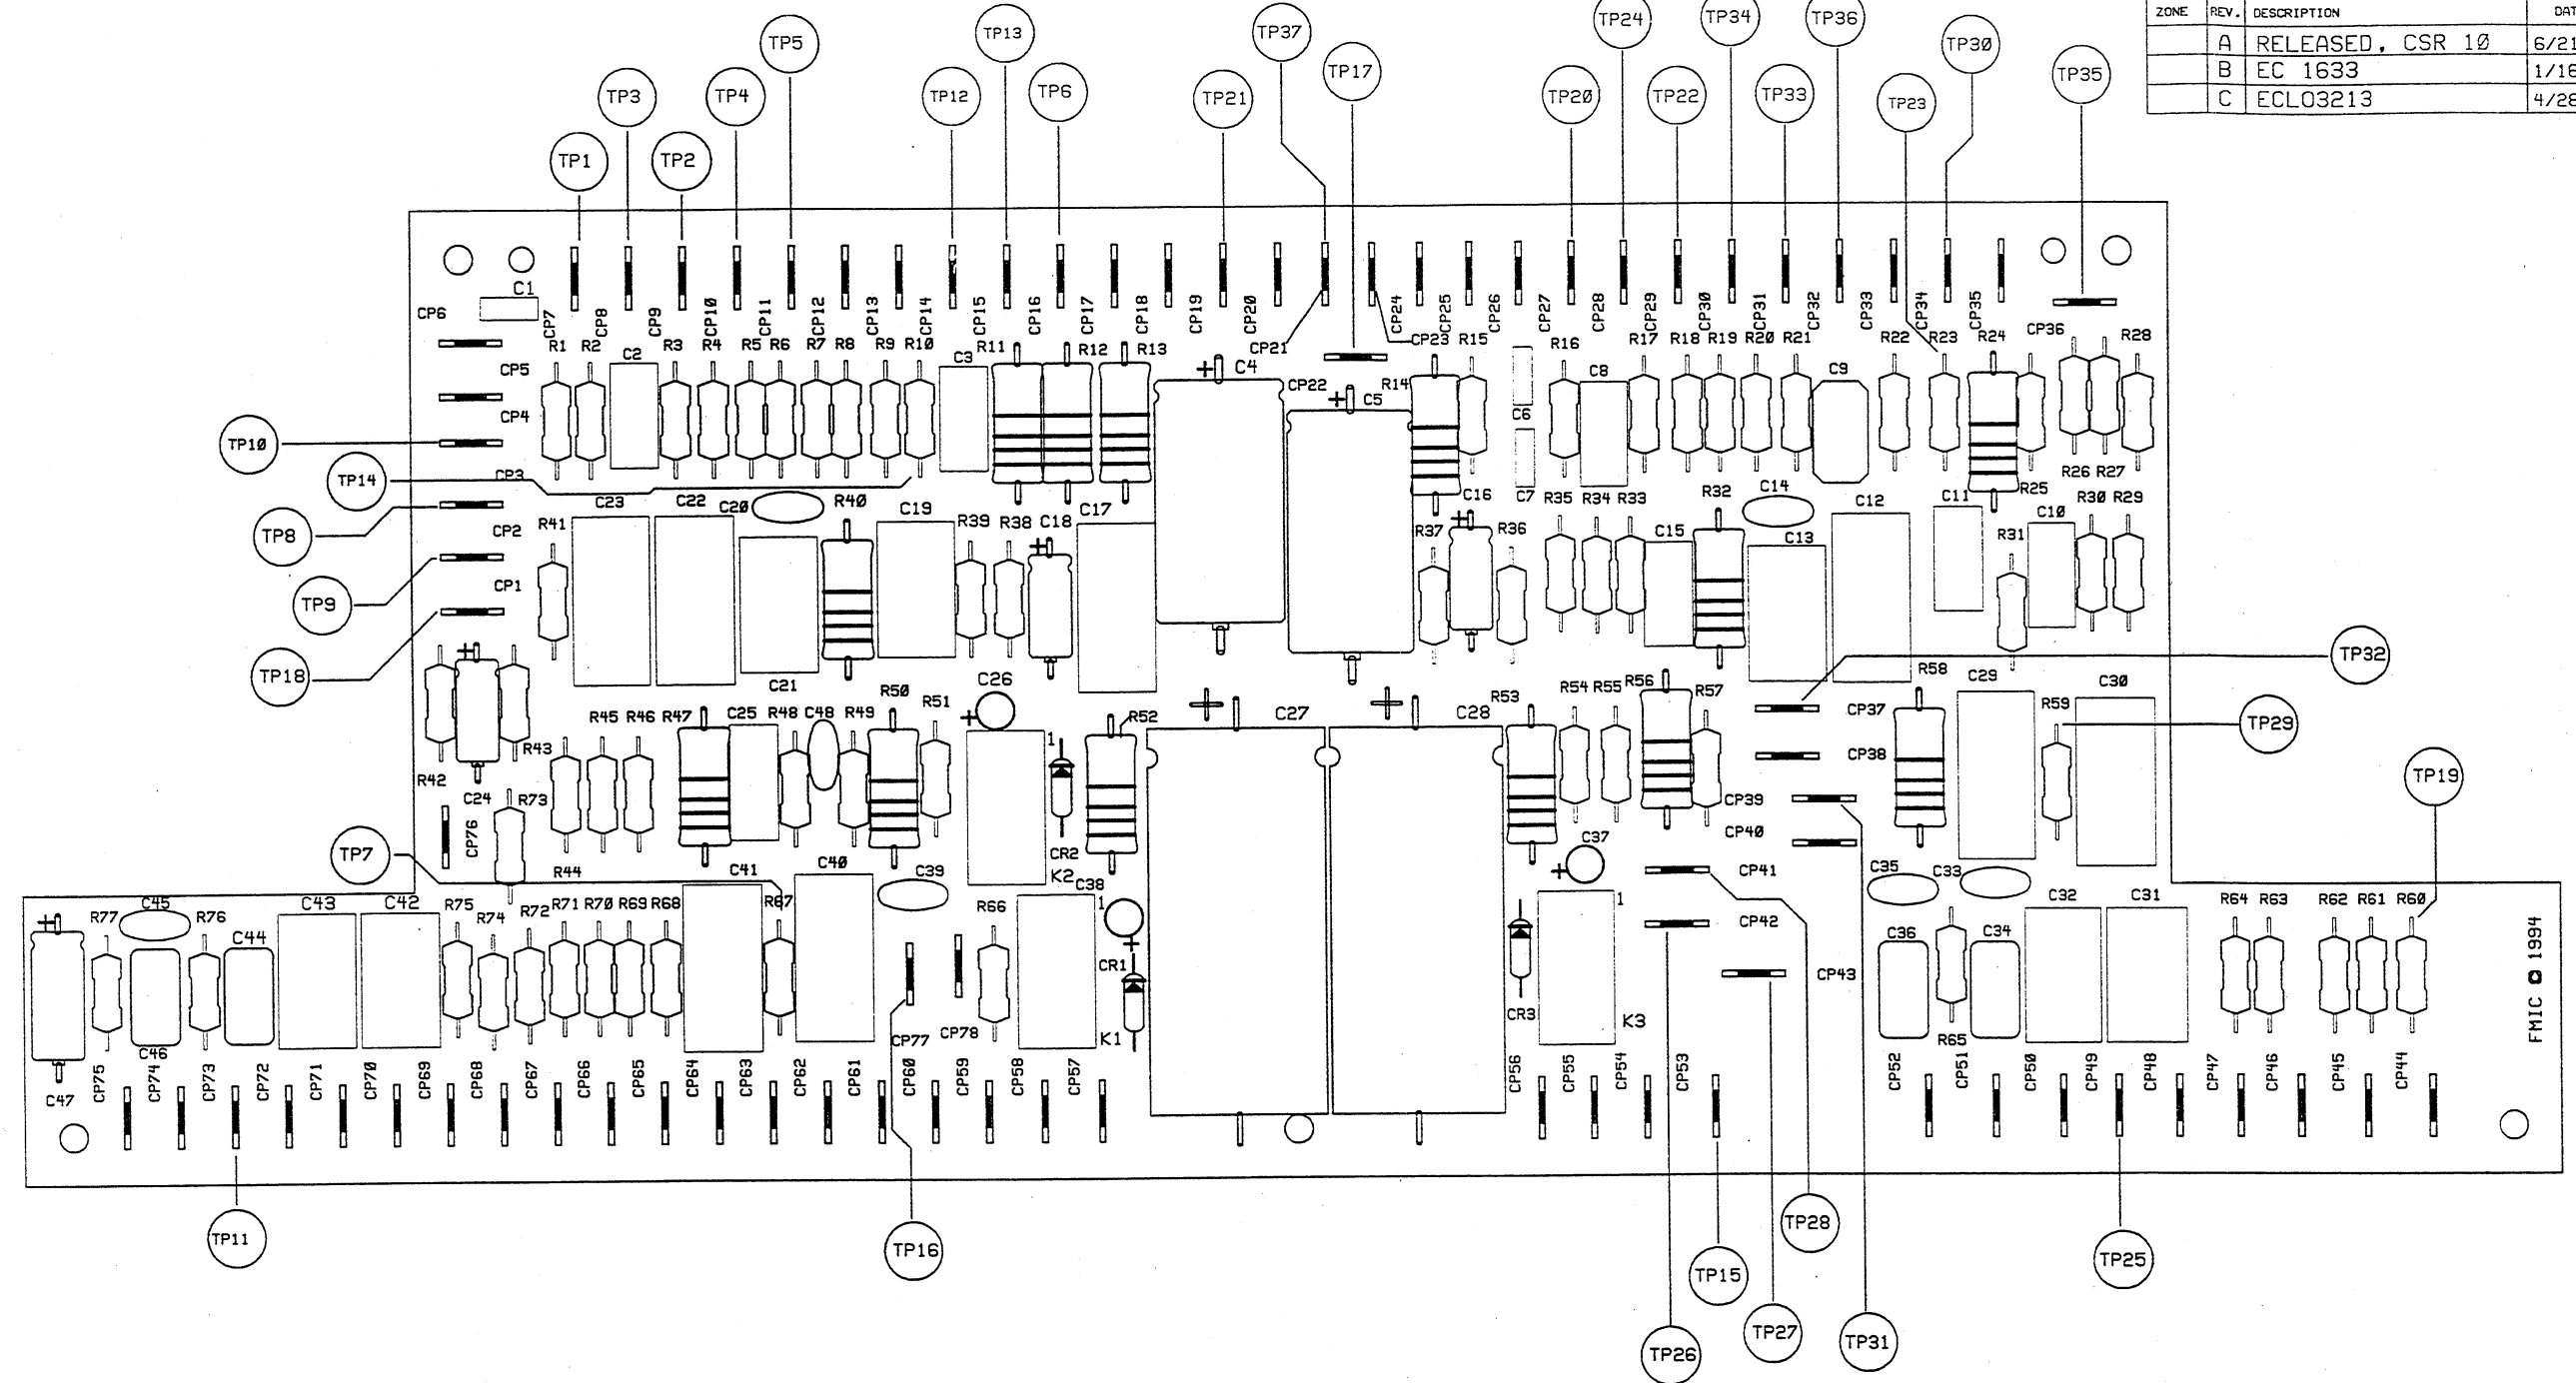 ZONE REV. DESCRIPTION
A RELEASED, CSR 10 6/21
B EC 1633 1/16
C ECLO3213 4/28
TP24 TP34 TP36
TP13 TP37 TP30
TP5 TP17 TP35
TP3 TP4 TP12 TP6 TP21 TP20 TP22 TP33 TP23
TP1 TP2
C1
CP6 CP7 CP8 CP9 CP10 CP11 CP12 CP13 CP14 CP15 CP16 CP17 CP18 CP19 CP20 CP24 CP25 CP26 CP27 CP28 CP29 CP30 CP31 CP32 CP33 CP34 CP35
R1 R2 C2 R3 R4 R5 R6 R7 R8 R9 R10 C3 R11 R12 R13 CP21 CP23 R15 R16 R17 R18 R19 R20 R21 R22 R23 R24 CP36 R28
CP5 + C4 CP22 R14 C8 C9
CP4 + C5 C6
TP10
TP14 CP3 C7 R26 R27
C23 C22 C20 R40 C19 C18 C17 C16 R35 R34 R33 R32 C14 C12 C11 R25 R30 R29
TP8 CP2 R41 R39 R38 + + R37 R36 C15 C13 R31 C10
TP9 CP1
TP18 + C21 C26 R58 C29 C30 TP32
R50 R51 + R52 + C27 + C28 R53 R54 R55 R56 R57 CP37 R59 TP29
R43 R45 R46 R47 C25 R48 C48 R49 1 CP38
R42 C24 R73 CP39 TP19
CP76 CP40
TP7 R44 C41 C40 C39 CR2 K2 C37 + CP41 C35 C33
+ R77 C45 R76 C43 C42 R75 R74 R72 R71 R70 R69 R68 R67 R66 C38 1 1 C32 C31 R64 R63 R62 R61 R60
C44 + CP42 C36 C34
CR1 CP43
C46 CP77 CP78 K1 CR3 K3 R65
FMIC © 1994
C47 CP75 CP74 CP73 CP72 CP71 CP70 CP69 CP68 CP67 CP66 CP65 CP64 CP63 CP62 CP61 CP60 CP59 CP58 CP57 CP56 CP55 CP54 CP53 CP52 CP51 CP50 CP49 CP48 CP47 CP46 CP45 CP44
TP11 TP16 TP28 TP25
TP15
TP26 TP27 TP31